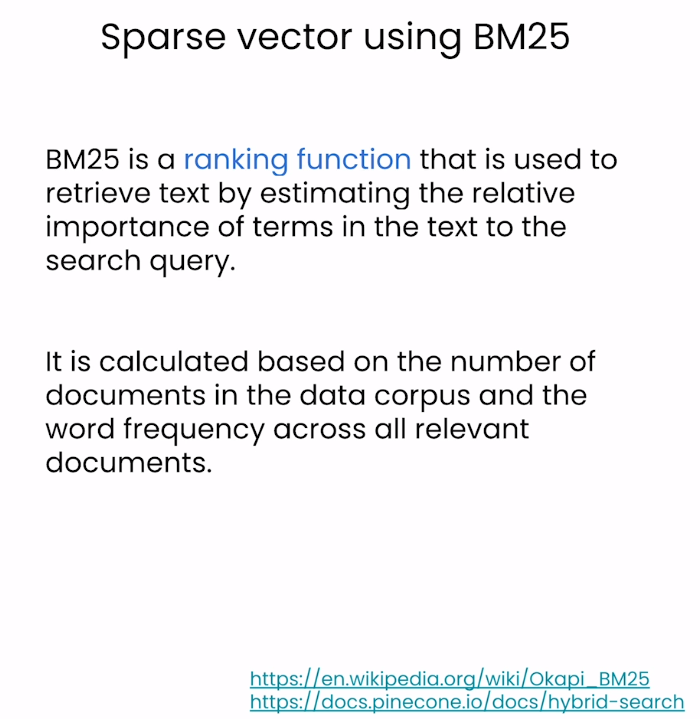 Sparse vector using BM25
BM25 is a ranking function that is used to
retrieve text by estimating the relative
importance of terms in the text to the
search query.
It is calculated based on the number of
documents in the data corpus and the
word frequency across all relevant
documents.
https://en.wikipedia.org/wiki/Okapi_BM25
https://docs.pinecone.io/docs/hybrid-search